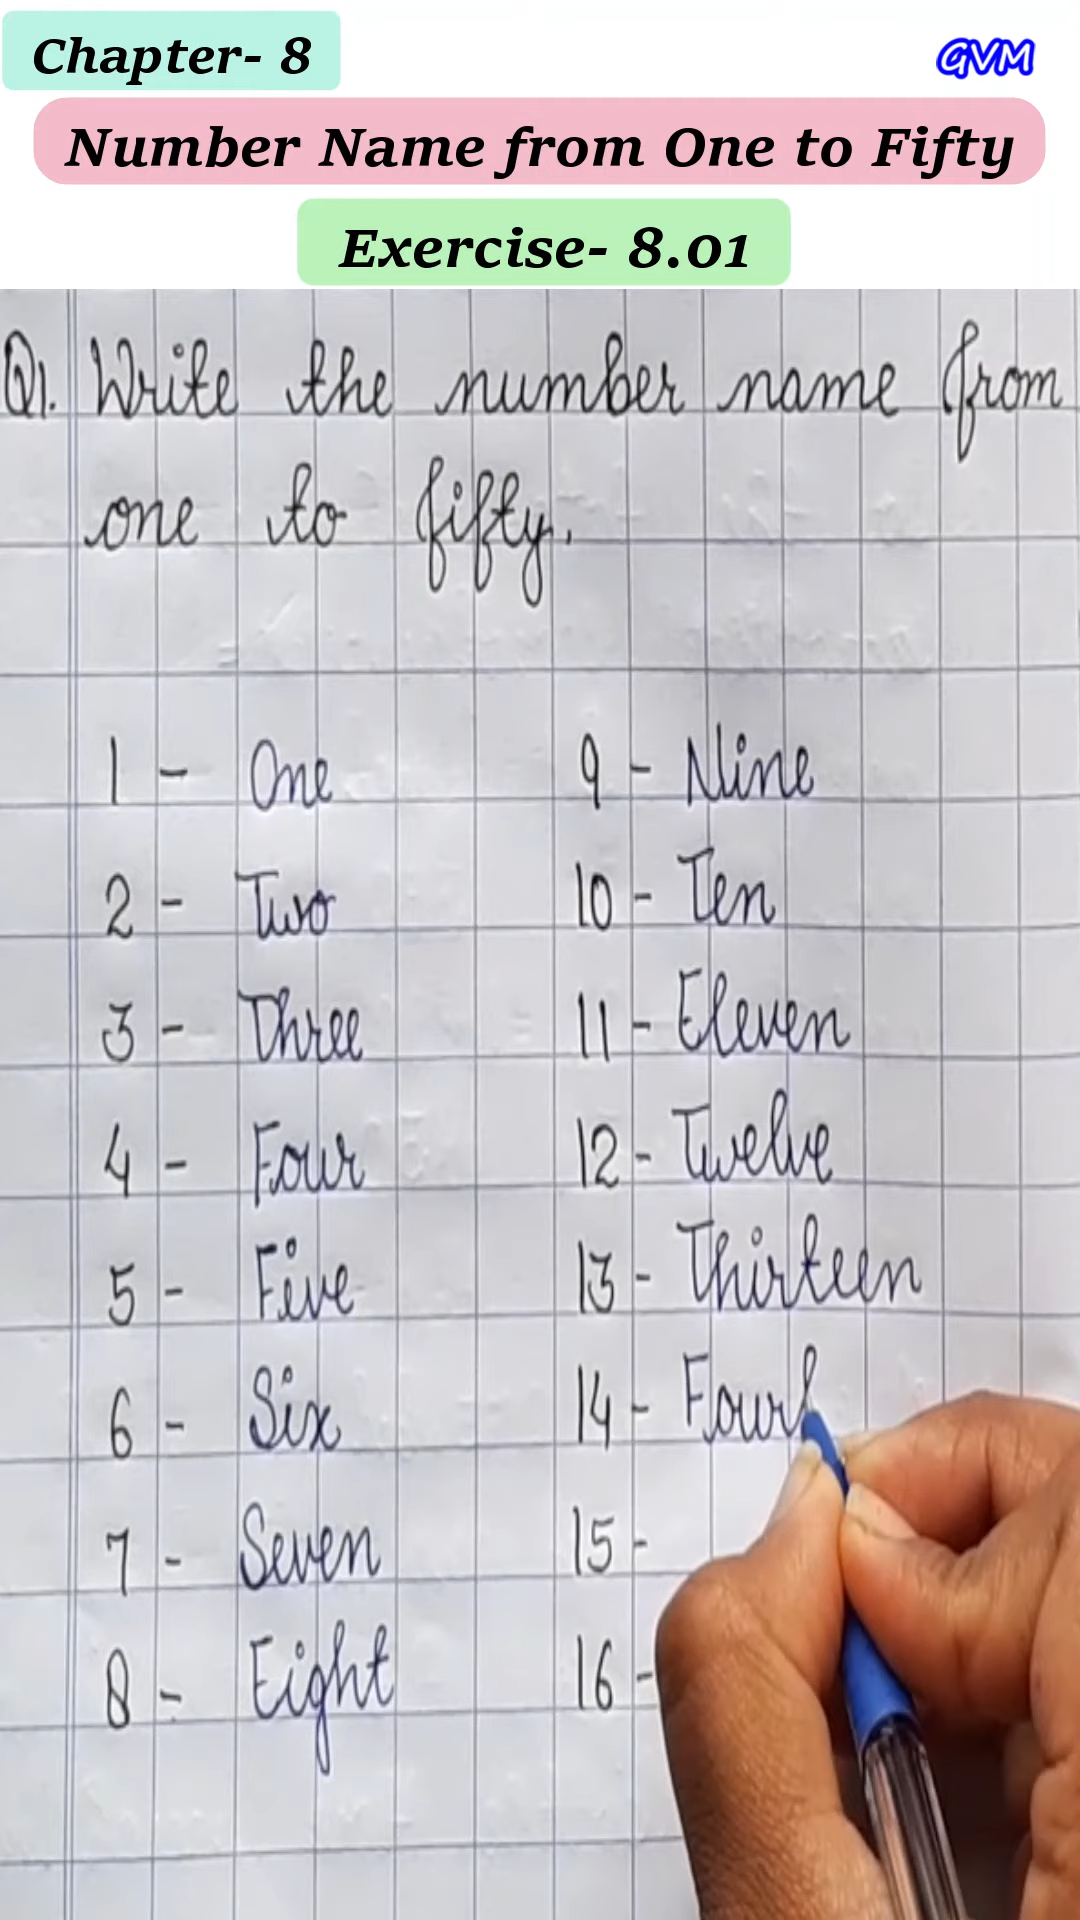 Chapter- 8
GVM
Number Name from One to Fifty
Exercise- 8.01
Q1. Write the number name from
one to fifty.
1 - One
2 - Two
3 - Three
4 - Four
5 - Five
6 - Six
7 - Seven
8 - Eight
9 - Nine
10 - Ten
11 - Eleven
12 - Twelve
13 - Thirteen
14 - Fourt
15 -
16 -